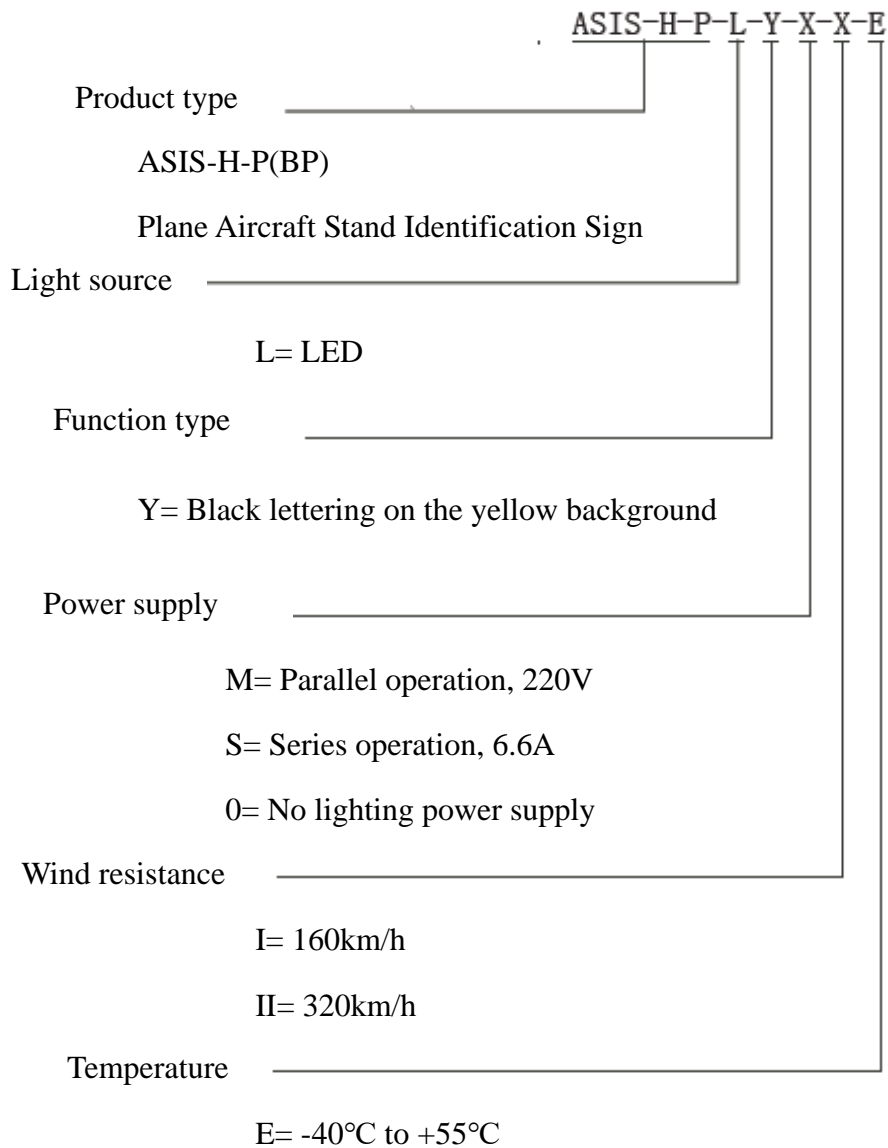 ASIS-H-P-L-Y-X-X-E
Product type
ASIS-H-P(BP)
Plane Aircraft Stand Identification Sign
Light source
L= LED
Function type
Y= Black lettering on the yellow background
Power supply
M= Parallel operation, 220V
S= Series operation, 6.6A
0= No lighting power supply
Wind resistance
I= 160km/h
II= 320km/h
Temperature
E= -40℃ to +55℃